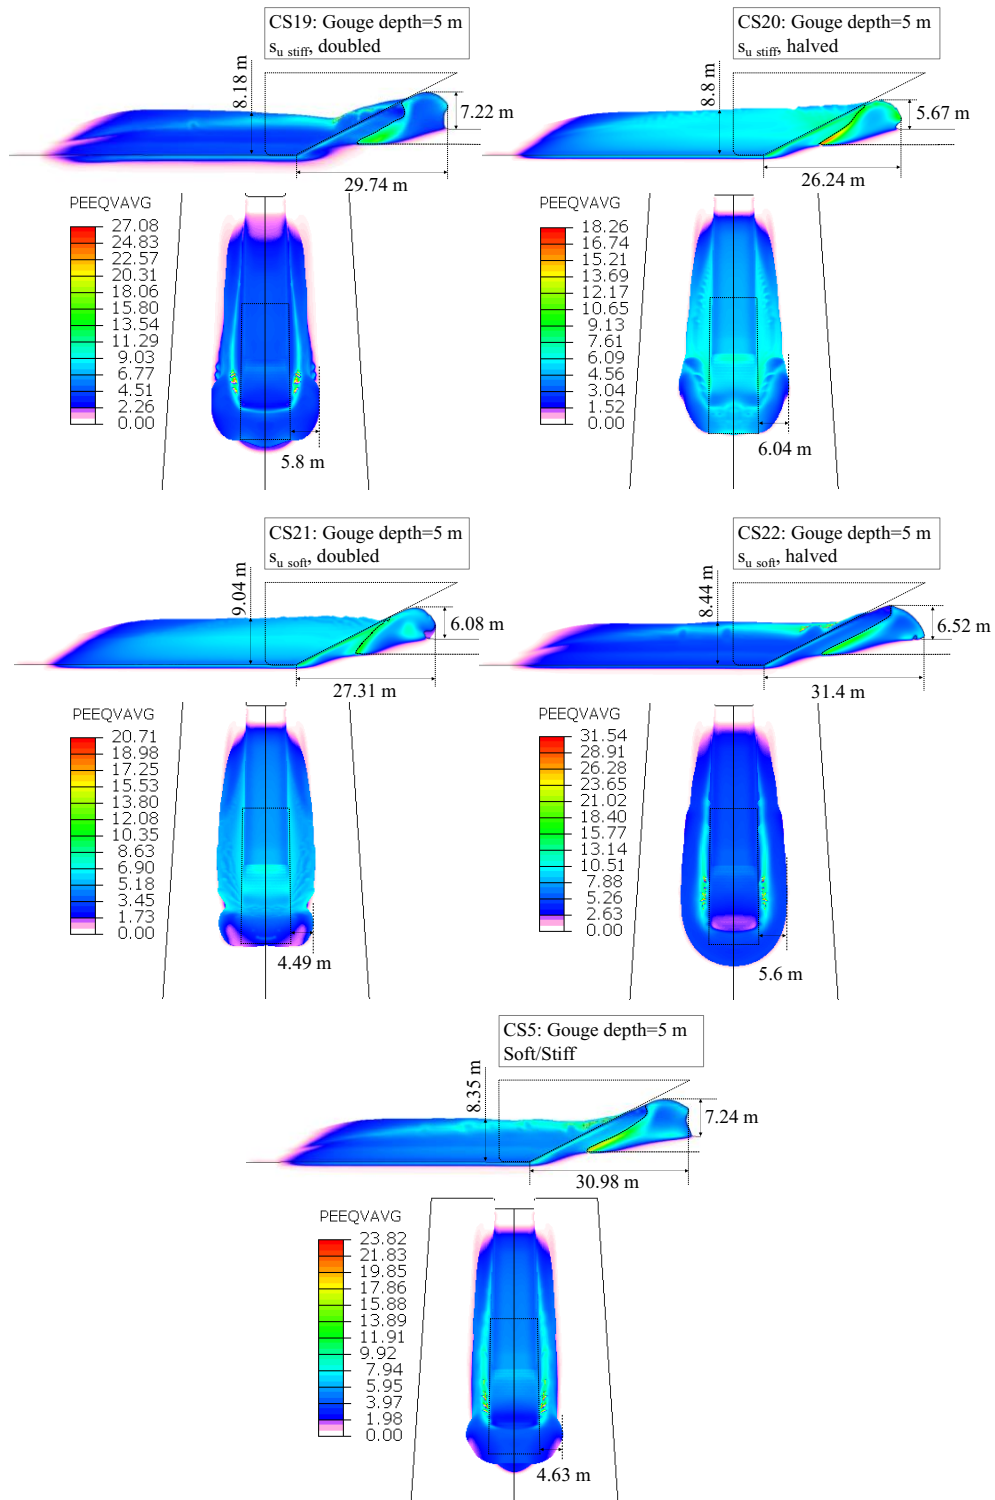 CS19: Gouge depth=5 m
s_u stiff, doubled
8.18 m
7.22 m
29.74 m
PEEQVAVG
27.08
24.83
22.57
20.31
18.06
15.80
13.54
11.29
9.03
6.77
4.51
2.26
0.00
5.8 m
CS20: Gouge depth=5 m
s_u stiff, halved
8.8 m
5.67 m
26.24 m
PEEQVAVG
18.26
16.74
15.21
13.69
12.17
10.65
9.13
7.61
6.09
4.56
3.04
1.52
0.00
6.04 m
CS21: Gouge depth=5 m
s_u soft, doubled
9.04 m
6.08 m
27.31 m
PEEQVAVG
20.71
18.98
17.25
15.53
13.80
12.08
10.35
8.63
6.90
5.18
3.45
1.73
0.00
4.49 m
CS22: Gouge depth=5 m
s_u soft, halved
8.44 m
6.52 m
31.4 m
PEEQVAVG
31.54
28.91
26.28
23.65
21.02
18.40
15.77
13.14
10.51
7.88
5.26
2.63
0.00
5.6 m
CS5: Gouge depth=5 m
Soft/Stiff
8.35 m
7.24 m
30.98 m
PEEQVAVG
23.82
21.83
19.85
17.86
15.88
13.89
11.91
9.92
7.94
5.95
3.97
1.98
0.00
4.63 m